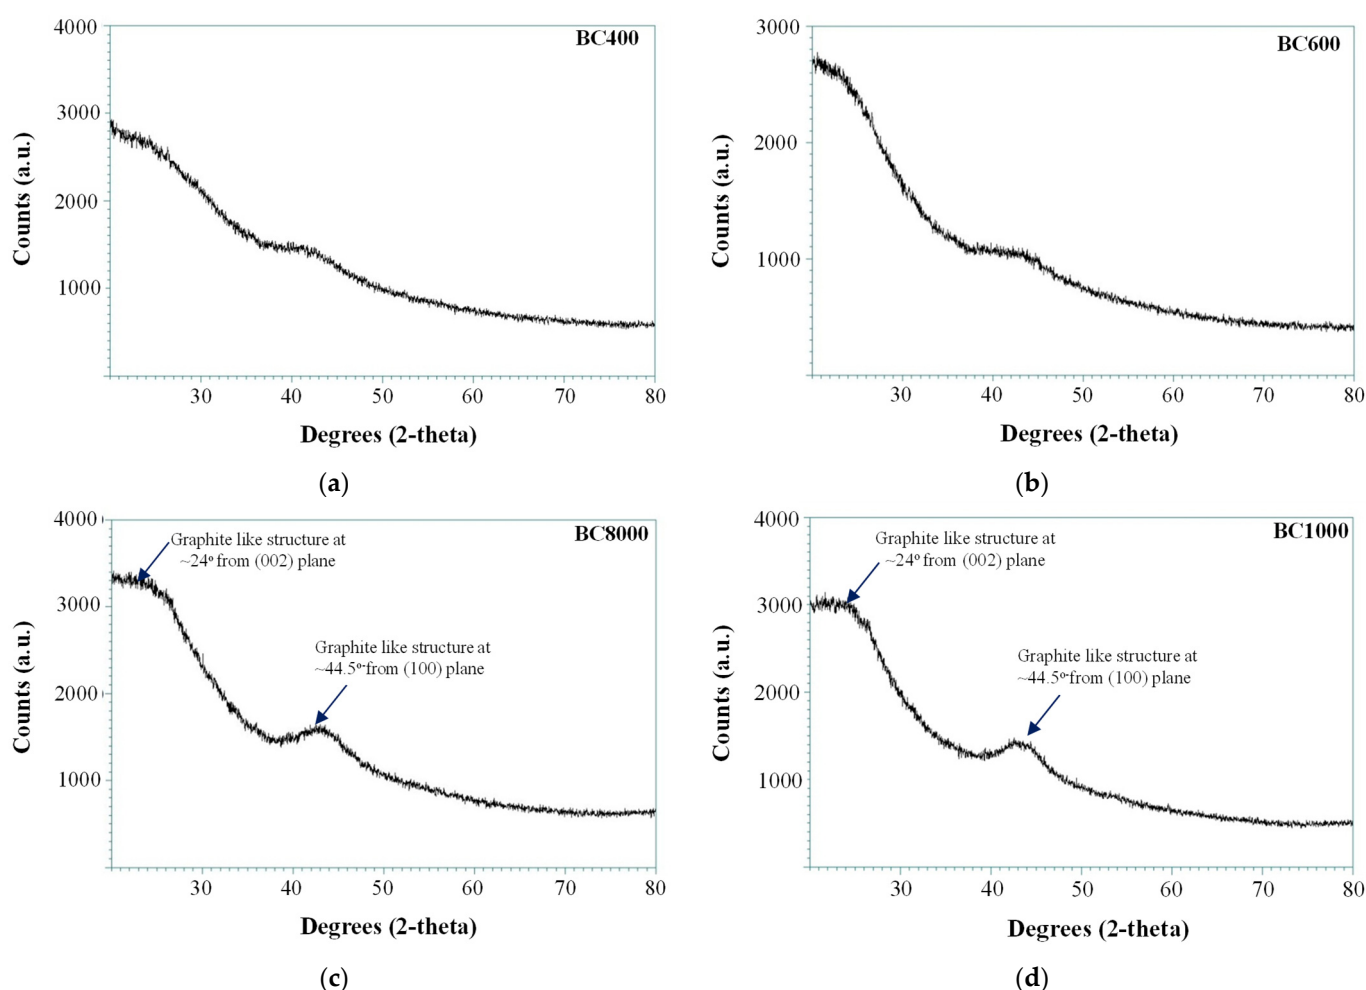 4000
BC400
3000
2000
1000
Counts (a.u.)
30 40 50 60 70 80
Degrees (2-theta)
(a)
3000
BC600
2000
1000
Counts (a.u.)
30 40 50 60 70 80
Degrees (2-theta)
(b)
4000
BC8000
Graphite like structure at
~24° from (002) plane
3000
Graphite like structure at
~44.5° from (100) plane
2000
1000
Counts (a.u.)
30 40 50 60 70 80
Degrees (2-theta)
(c)
4000
BC1000
Graphite like structure at
~24° from (002) plane
3000
Graphite like structure at
~44.5° from (100) plane
2000
1000
Counts (a.u.)
30 40 50 60 70 80
Degrees (2-theta)
(d)